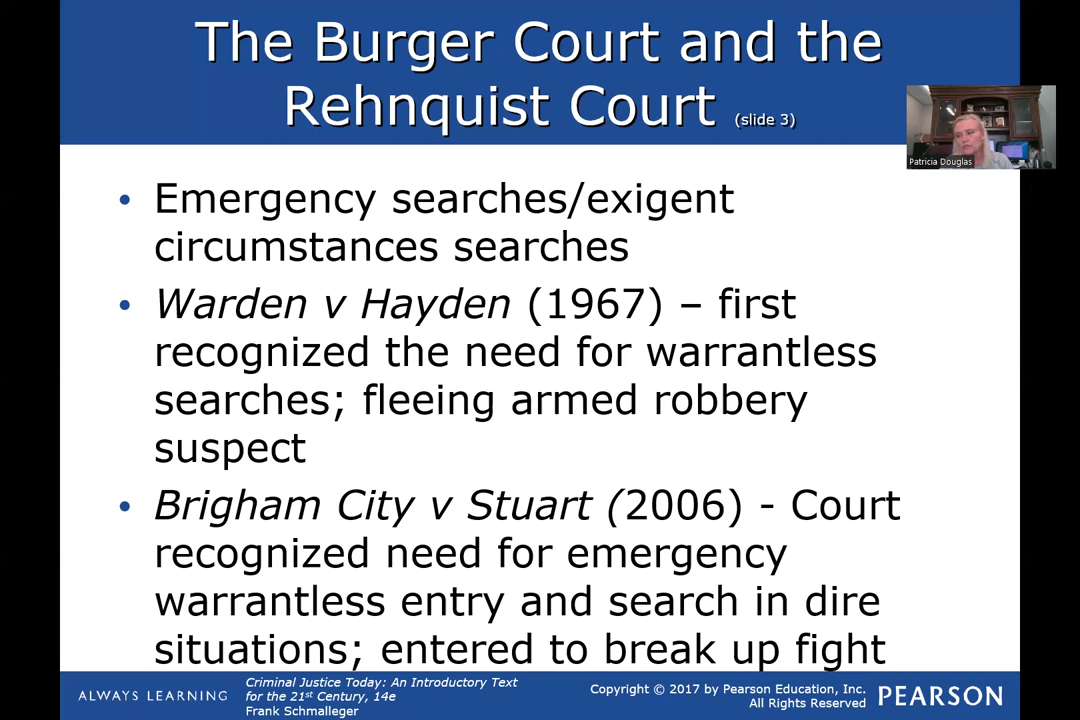 The Burger Court and the
Rehnquist Court (slide 3)
Patricia Douglas
• Emergency searches/exigent
circumstances searches
• Warden v Hayden (1967) – first
recognized the need for warrantless
searches; fleeing armed robbery
suspect
• Brigham City v Stuart (2006) - Court
recognized need for emergency
warrantless entry and search in dire
situations; entered to break up fight
ALWAYS LEARNING
Criminal Justice Today: An Introductory Text
for the 21st Century, 14e
Frank Schmalleger
Copyright © 2017 by Pearson Education, Inc.
All Rights Reserved
PEARSON